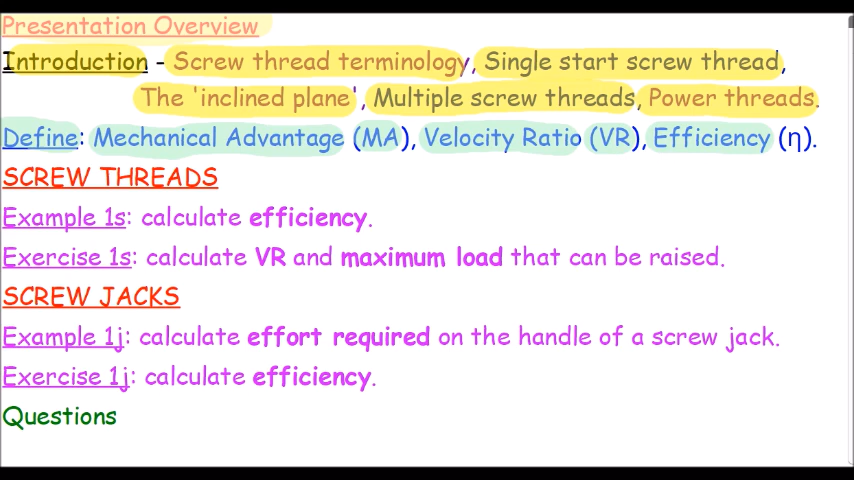 Presentation Overview
Introduction - Screw thread terminology, Single start screw thread,
The 'inclined plane', Multiple screw threads, Power threads.
Define: Mechanical Advantage (MA), Velocity Ratio (VR), Efficiency (η).
SCREW THREADS
Example 1s: calculate efficiency.
Exercise 1s: calculate VR and maximum load that can be raised.
SCREW JACKS
Example 1j: calculate effort required on the handle of a screw jack.
Exercise 1j: calculate efficiency.
Questions